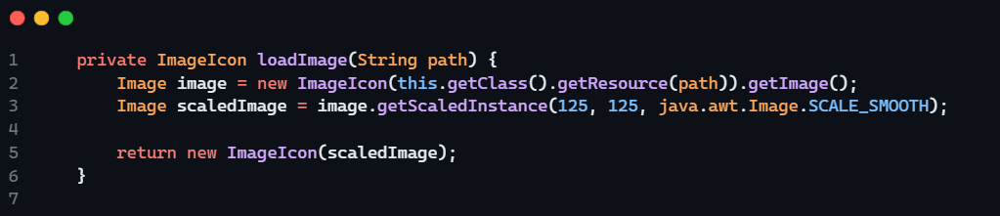 1 private ImageIcon loadImage(String path) {
2 Image image = new ImageIcon(this.getClass().getResource(path)).getImage();
3 Image scaledImage = image.getScaledInstance(125, 125, java.awt.Image.SCALE_SMOOTH);
4
5 return new ImageIcon(scaledImage);
6 }
7